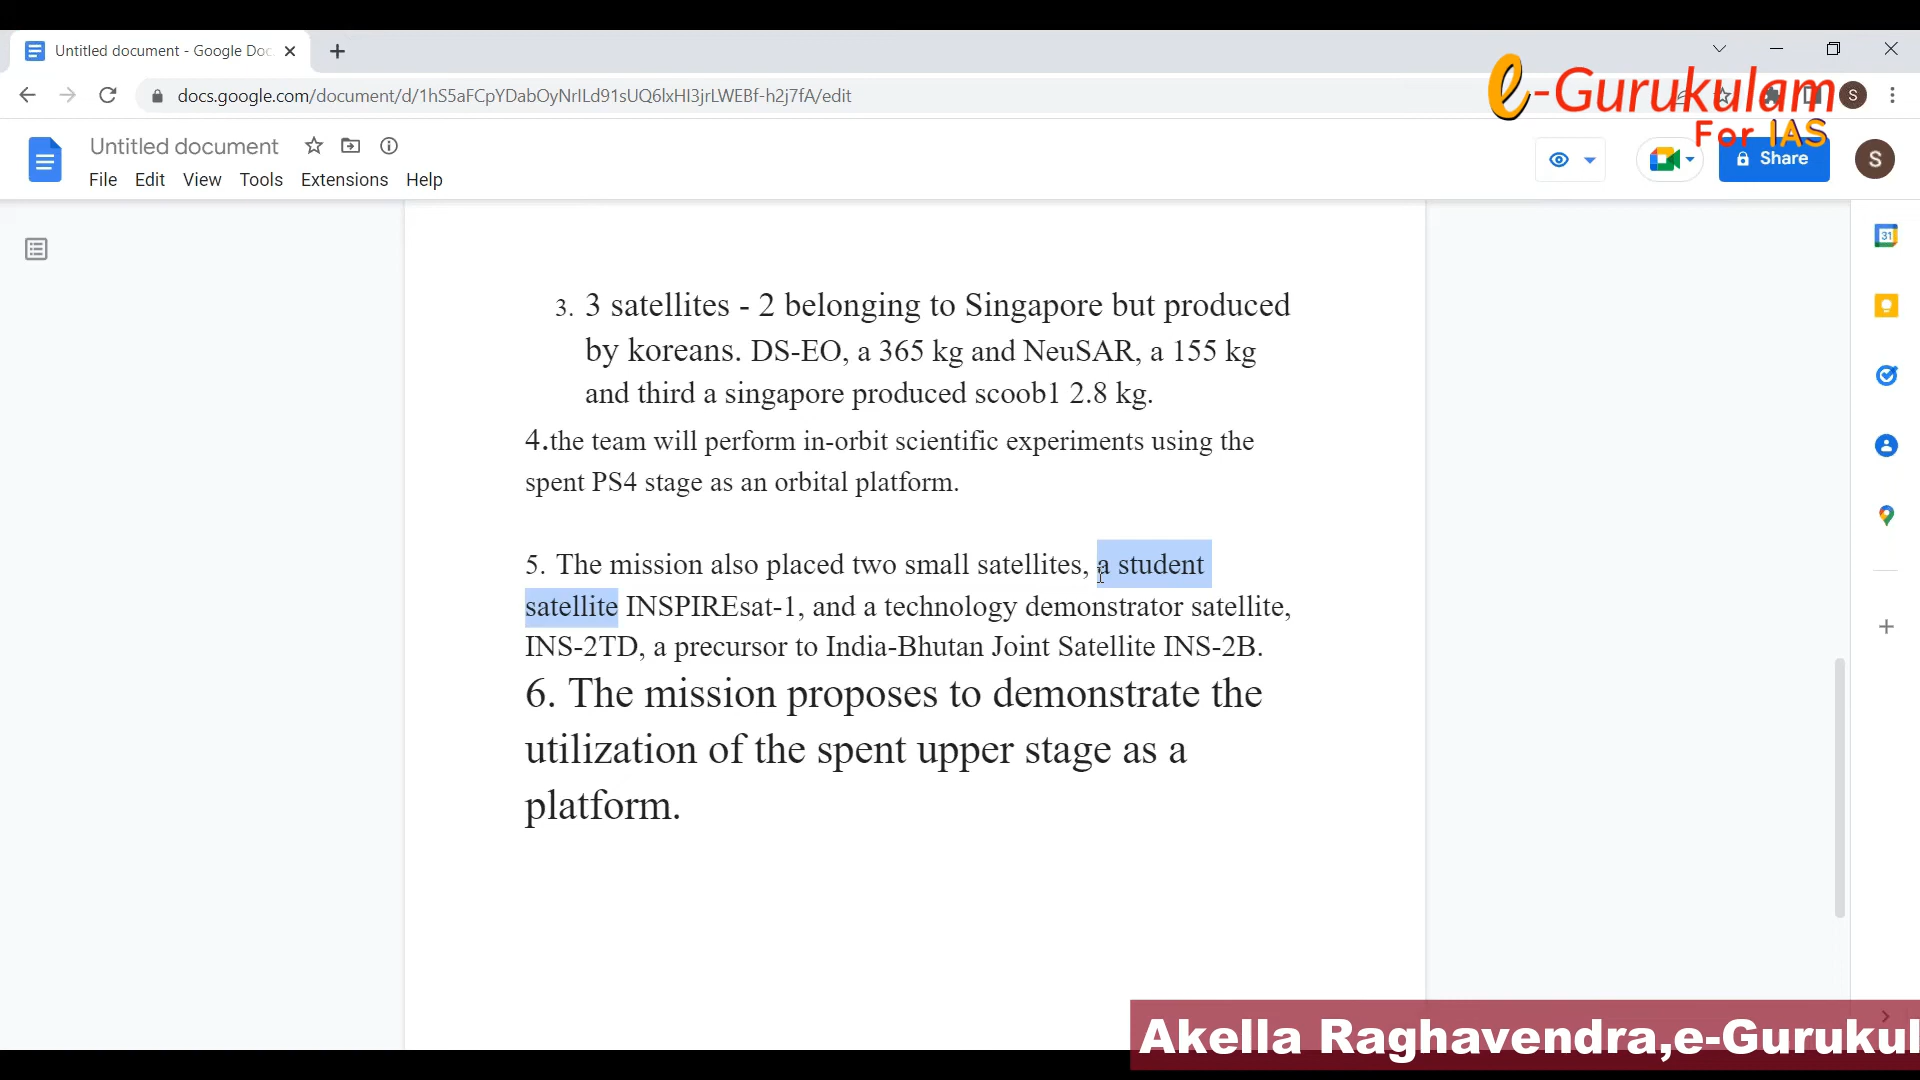 Untitled document - Google Doc
docs.google.com/document/d/1hS5aFCpYDabOyNrILd91sUQ6lxHI3jrLWEBf-h2j7fA/edit
S
e-Gurukulam
For IAS
Untitled document
File Edit View Tools Extensions Help
Share
S
31
3. 3 satellites - 2 belonging to Singapore but produced
by koreans. DS-EO, a 365 kg and NeuSAR, a 155 kg
and third a singapore produced scoob1 2.8 kg.
4.the team will perform in-orbit scientific experiments using the
spent PS4 stage as an orbital platform.
5. The mission also placed two small satellites, a student
satellite INSPIREsat-1, and a technology demonstrator satellite,
INS-2TD, a precursor to India-Bhutan Joint Satellite INS-2B.
6. The mission proposes to demonstrate the
utilization of the spent upper stage as a
platform.
Akella Raghavendra,e-Gurukul